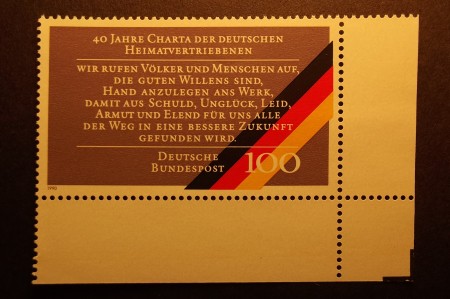 40 JAHRE CHARTA DER DEUTSCHEN
HEIMATVERTRIEBENEN
WIR RUFEN VÖLKER UND MENSCHEN AUF,
DIE GUTEN WILLENS SIND,
HAND ANZULEGEN ANS WERK,
DAMIT AUS SCHULD, UNGLÜCK, LEID,
ARMUT UND ELEND FÜR UNS ALLE
DER WEG IN EINE BESSERE ZUKUNFT
GEFUNDEN WIRD.
DEUTSCHE
BUNDESPOST 100
1990